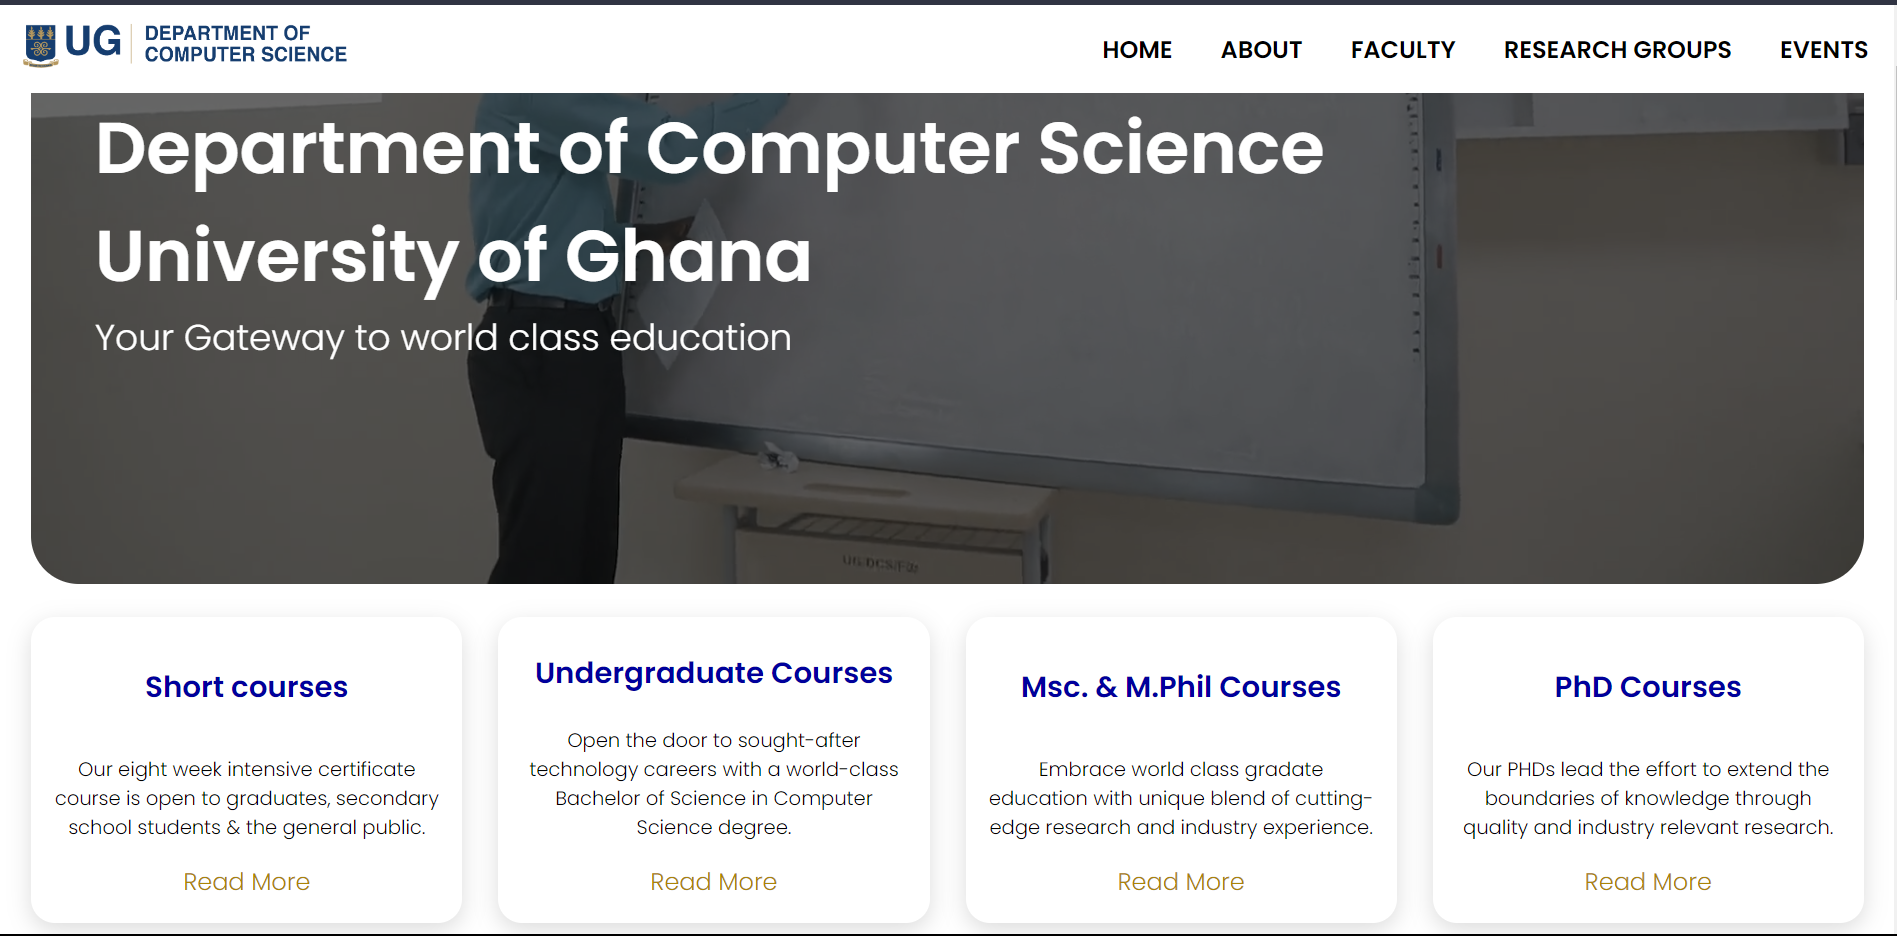 UG
DEPARTMENT OF
COMPUTER SCIENCE
HOME
ABOUT
FACULTY
RESEARCH GROUPS
EVENTS
Department of Computer Science
University of Ghana
Your Gateway to world class education
Short courses
Our eight week intensive certificate
course is open to graduates, secondary
school students & the general public.
Read More
Undergraduate Courses
Open the door to sought-after
technology careers with a world-class
Bachelor of Science in Computer
Science degree.
Read More
Msc. & M.Phil Courses
Embrace world class gradate
education with unique blend of cutting-
edge research and industry experience.
Read More
PhD Courses
Our PHDs lead the effort to extend the
boundaries of knowledge through
quality and industry relevant research.
Read More